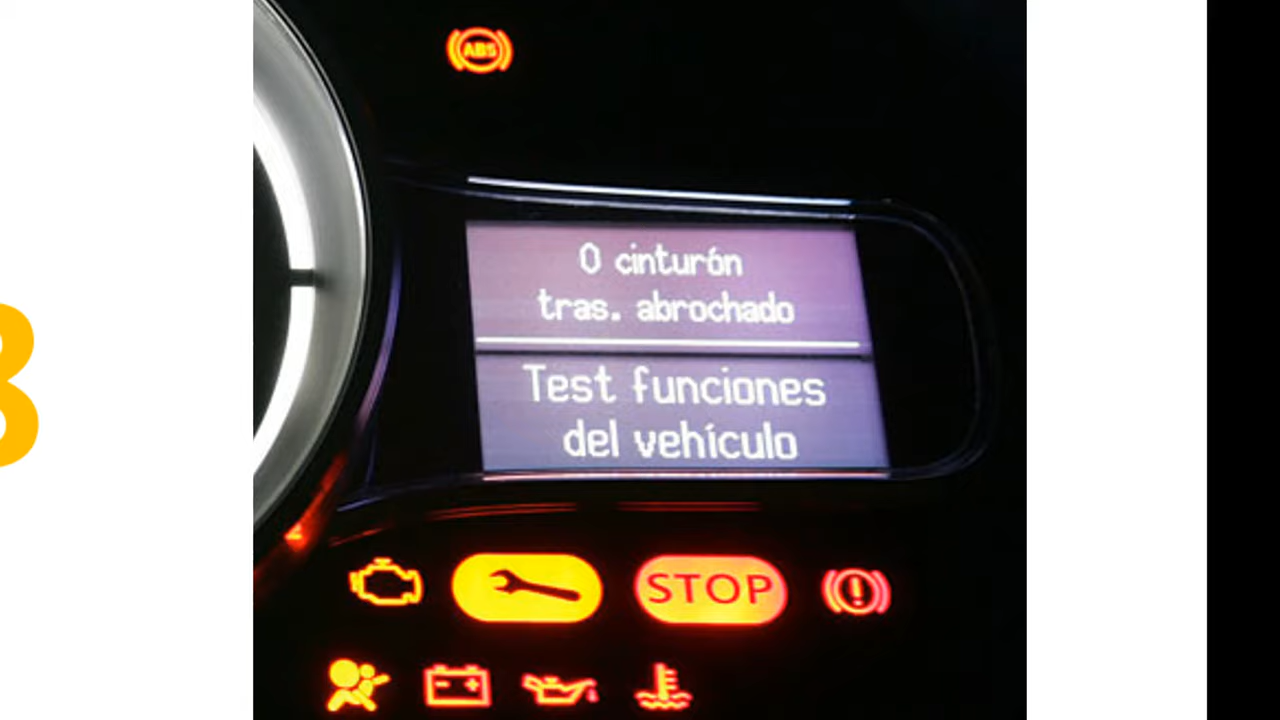 ABS
0 cinturón
tras. abrochado
Test funciones
del vehículo
STOP